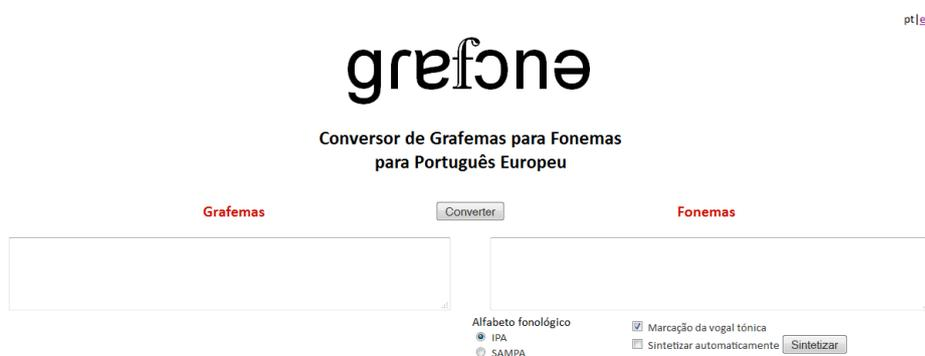 pt|e
grɐfɔnə
Conversor de Grafemas para Fonemas
para Português Europeu
Grafemas Converter Fonemas
Alfabeto fonológico
IPA
SAMPA
Marcação da vogal tónica
Sintetizar automaticamente Sintetizar